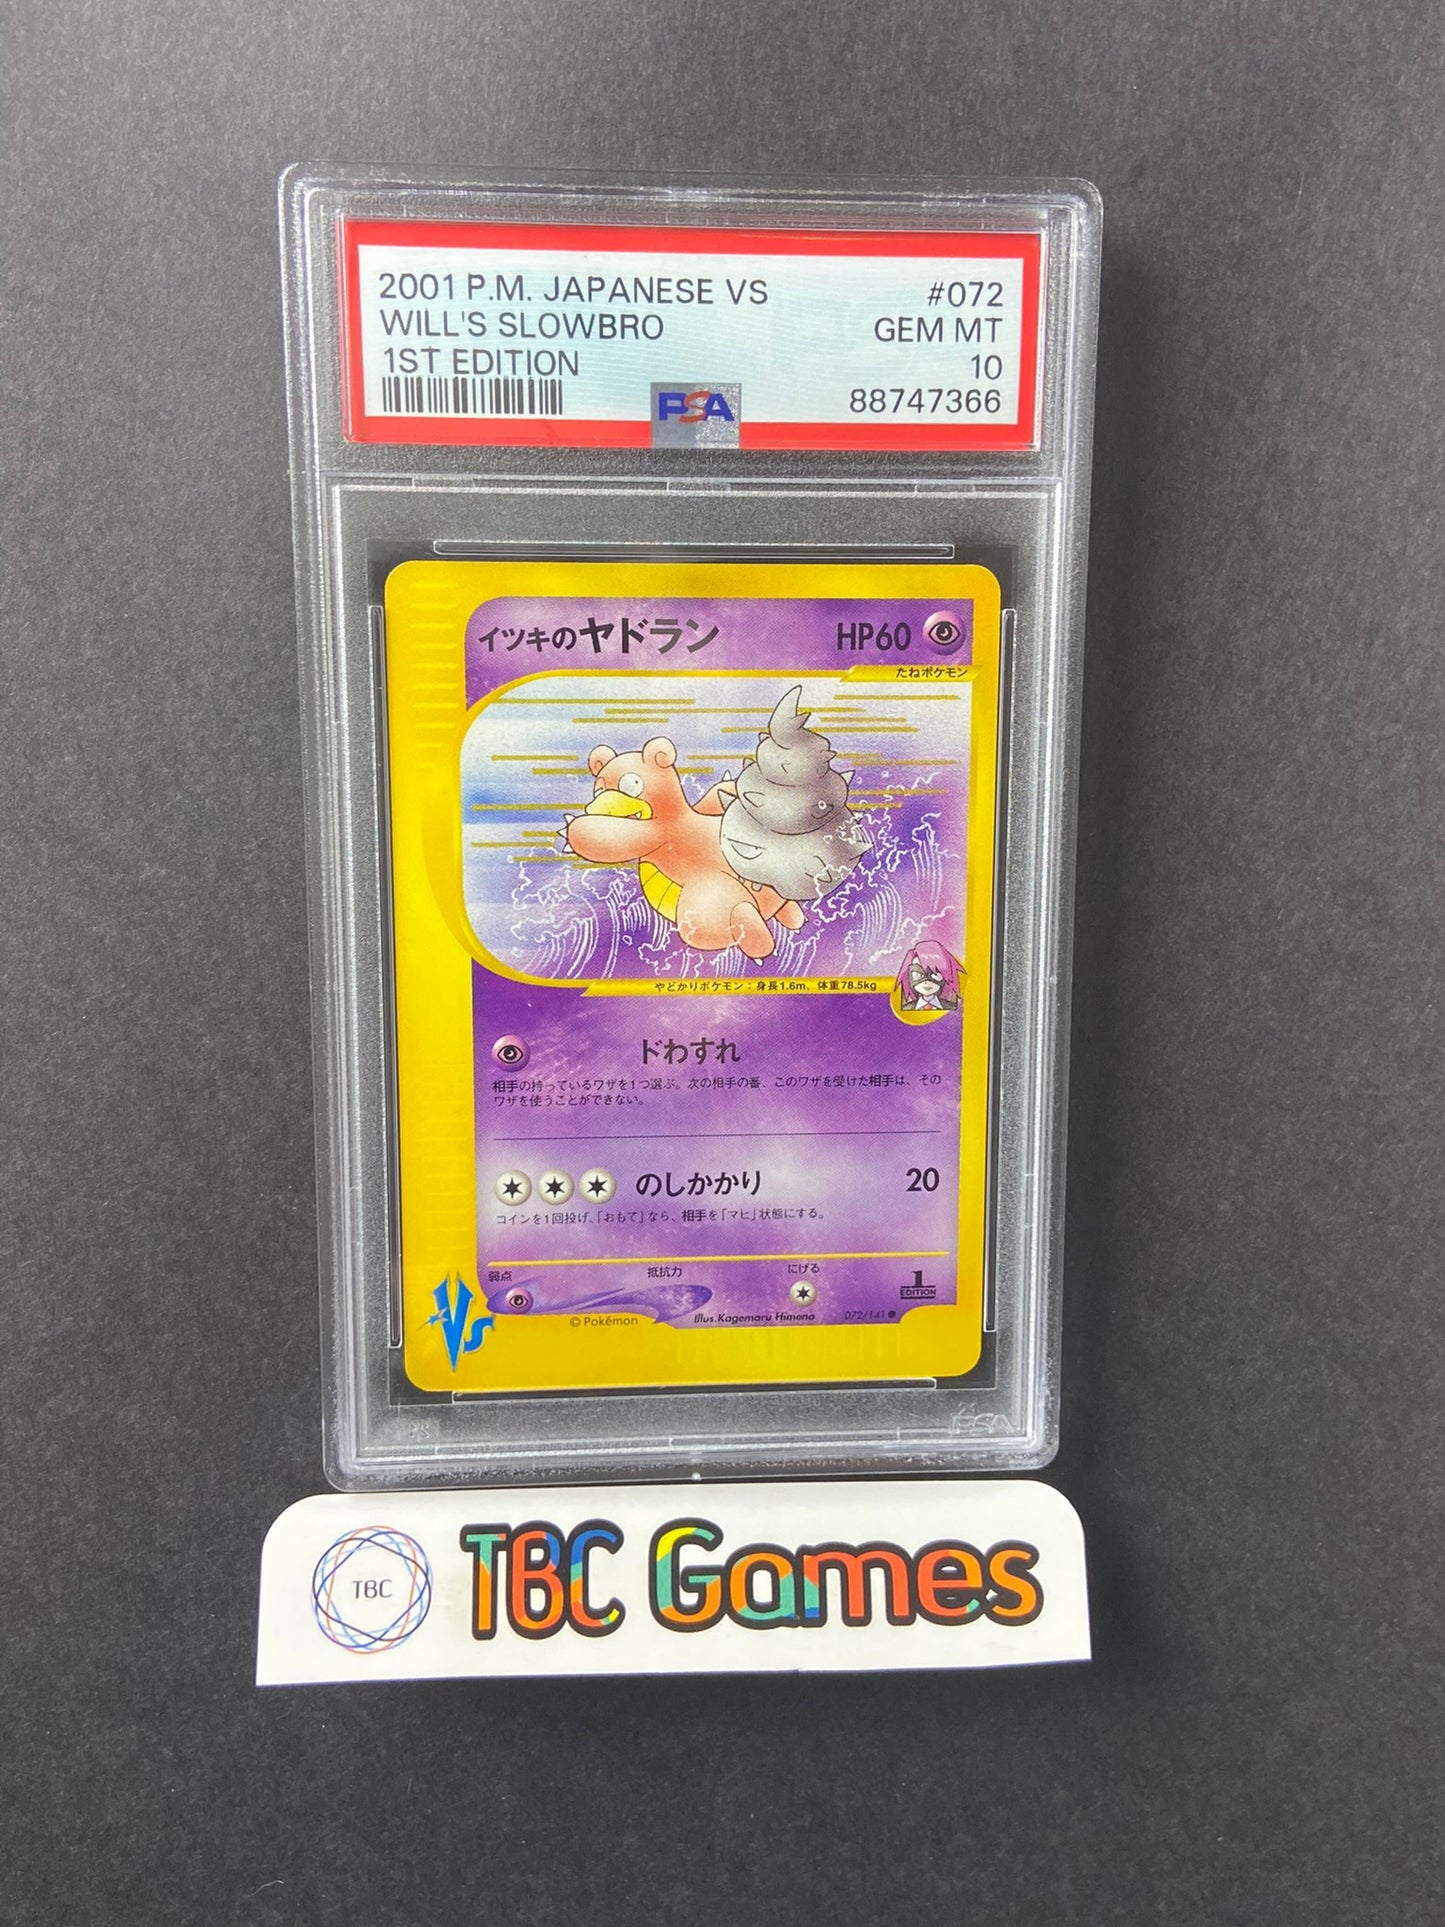 2001 P.M. JAPANESE VS #072
WILL'S SLOWBRO GEM MT
1ST EDITION 10
PSA 88747366
イツキのヤドラン HP60
たねポケモン
やどかりポケモン：身長1.6m、体重78.5kg
ドわすれ
相手の持っているワザを1つ選ぶ。次の相手の番、このワザを受けた相手は、その
ワザを使うことができない。
のしかかり 20
コインを1回投げ、「おもて」なら、相手を「マヒ」状態にする。
弱点 抵抗力 にげる
1
EDITION
VS
© Pokémon Illus.Kagemaru Himeno 072/141
PSA
TBC TBC Games